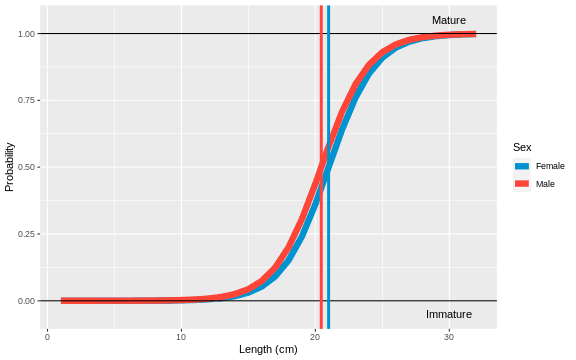 Mature
1.00
0.75
0.50
0.25
0.00
Probability
Immature
0
10
20
30
Length (cm)
Sex
Female
Male